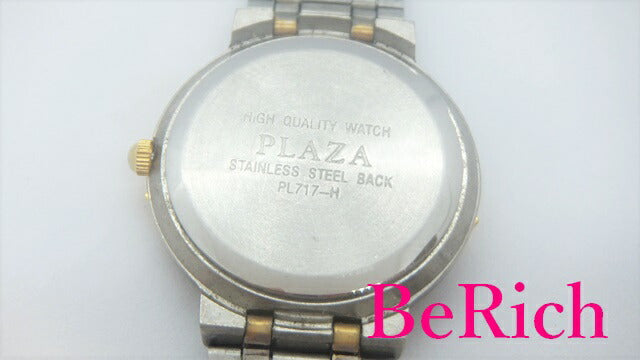 HIGH QUALITY WATCH
PLAZA
STAINLESS STEEL BACK
PL717-H
BeRich